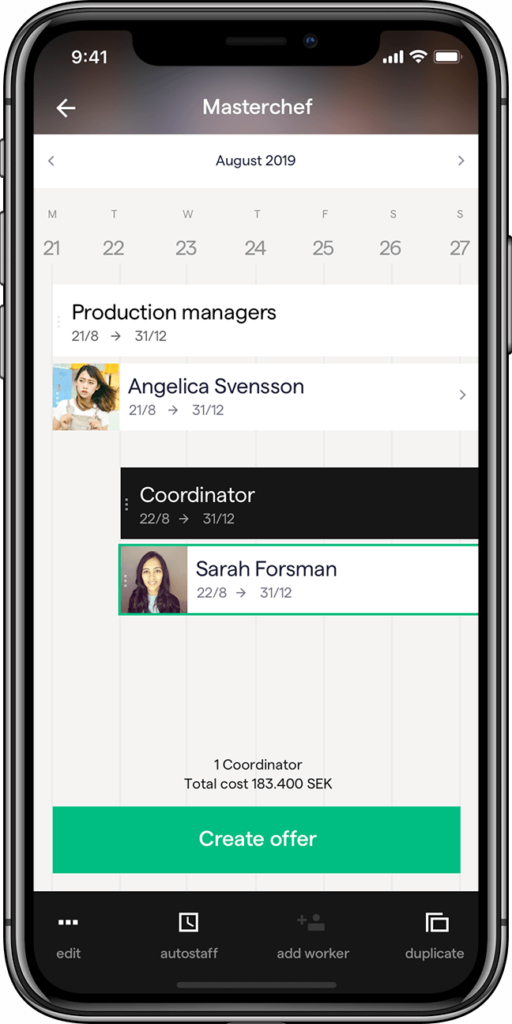 9:41
Masterchef
August 2019
M T W T F S S
21 22 23 24 25 26 27
Production managers
21/8 → 31/12
Angelica Svensson
21/8 → 31/12
Coordinator
22/8 → 31/12
Sarah Forsman
22/8 → 31/12
1 Coordinator
Total cost 183.400 SEK
Create offer
edit autostaff add worker duplicate